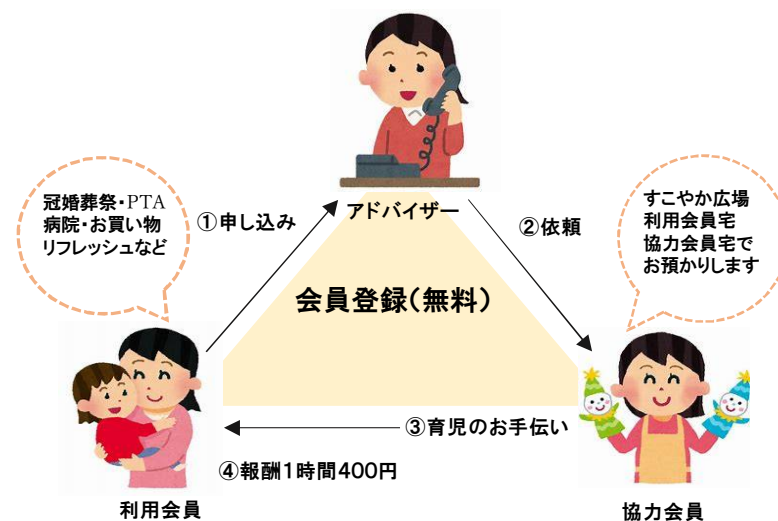 冠婚葬祭・PTA
病院・お買い物
リフレッシュなど
①申し込み
アドバイザー
②依頼
すこやか広場
利用会員宅
協力会員宅で
お預かりします
会員登録(無料)
③育児のお手伝い
④報酬1時間400円
利用会員
協力会員